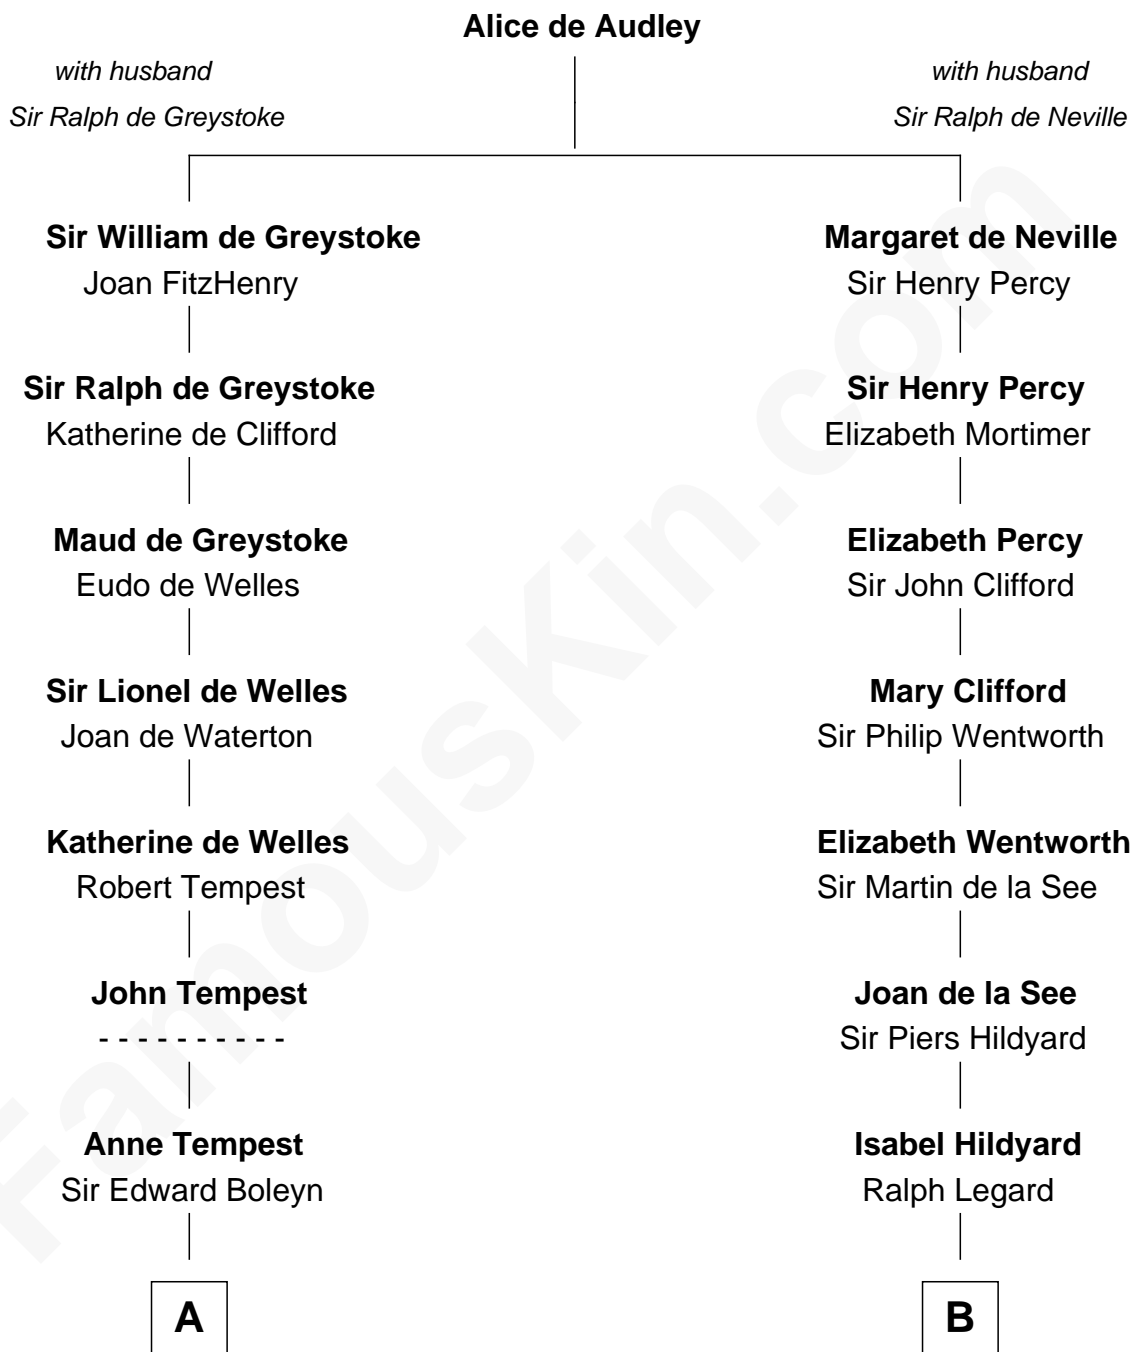 Alice de Audley
with husband
Sir Ralph de Greystoke
with husband
Sir Ralph de Neville
Sir William de Greystoke
Joan FitzHenry
Margaret de Neville
Sir Henry Percy
Sir Ralph de Greystoke
Katherine de Clifford
Sir Henry Percy
Elizabeth Mortimer
Maud de Greystoke
Eudo de Welles
Elizabeth Percy
Sir John Clifford
Sir Lionel de Welles
Joan de Waterton
Mary Clifford
Sir Philip Wentworth
Katherine de Welles
Robert Tempest
Elizabeth Wentworth
Sir Martin de la See
John Tempest
- - - - - - - - - -
Joan de la See
Sir Piers Hildyard
Anne Tempest
Sir Edward Boleyn
Isabel Hildyard
Ralph Legard
A
B
FamousKin.com